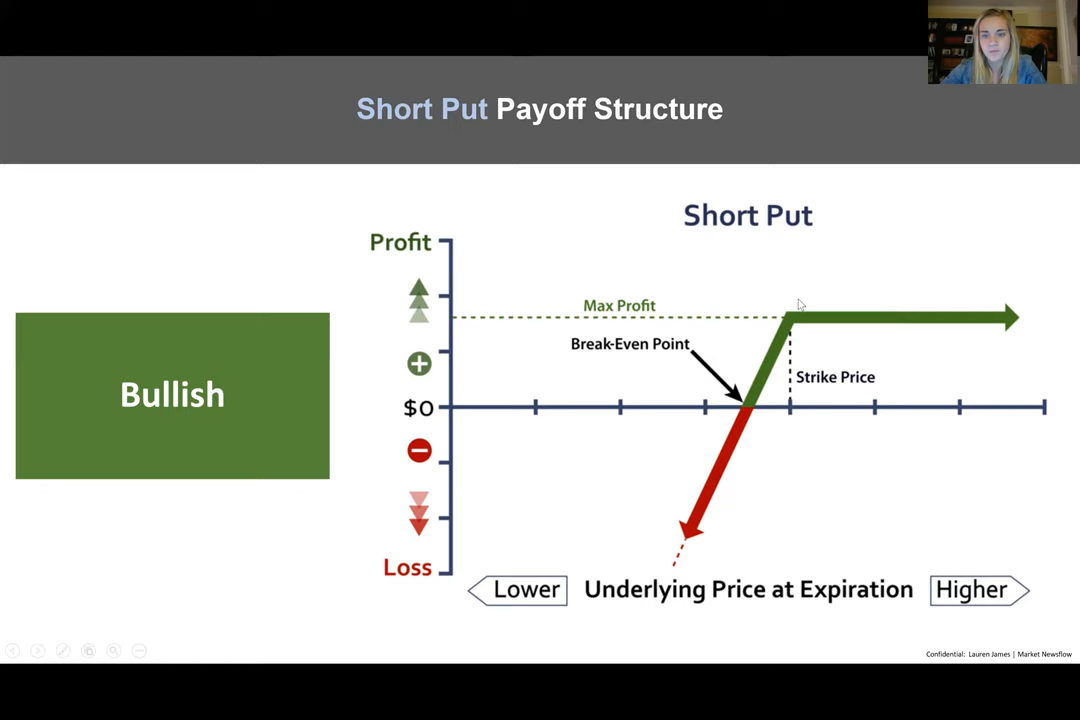 Short Put Payoff Structure
Short Put
Profit
Max Profit
Break-Even Point
Strike Price
Bullish
$0
Loss
Lower
Underlying Price at Expiration
Higher
Confidential: Lauren James | Market Newsflow